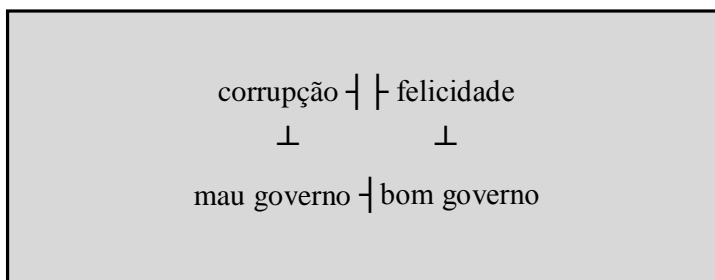 corrupção ┤├ felicidade
┴ ┴
mau governo ┤bom governo